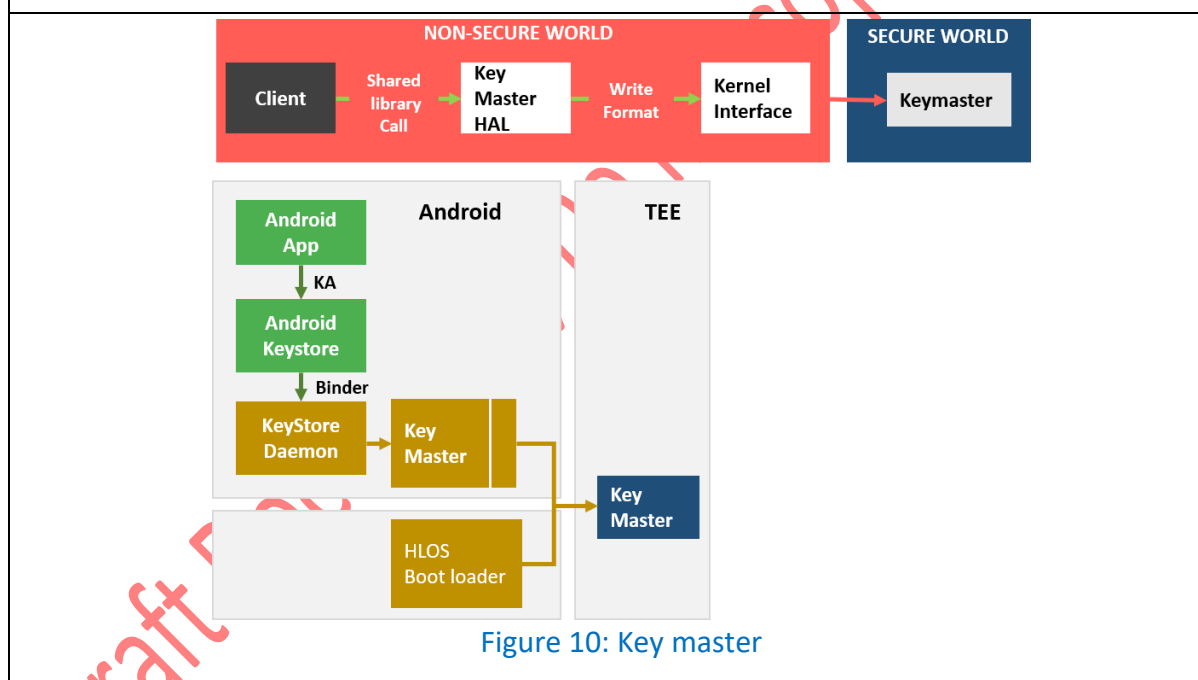 NON-SECURE WORLD
SECURE WORLD
Client
Shared
library
Call
Key
Master
HAL
Write
Format
Kernel
Interface
Keymaster
Android
TEE
Android
App
KA
Android
Keystore
Binder
KeyStore
Daemon
Key
Master
Key
Master
HLOS
Boot loader
Figure 10: Key master